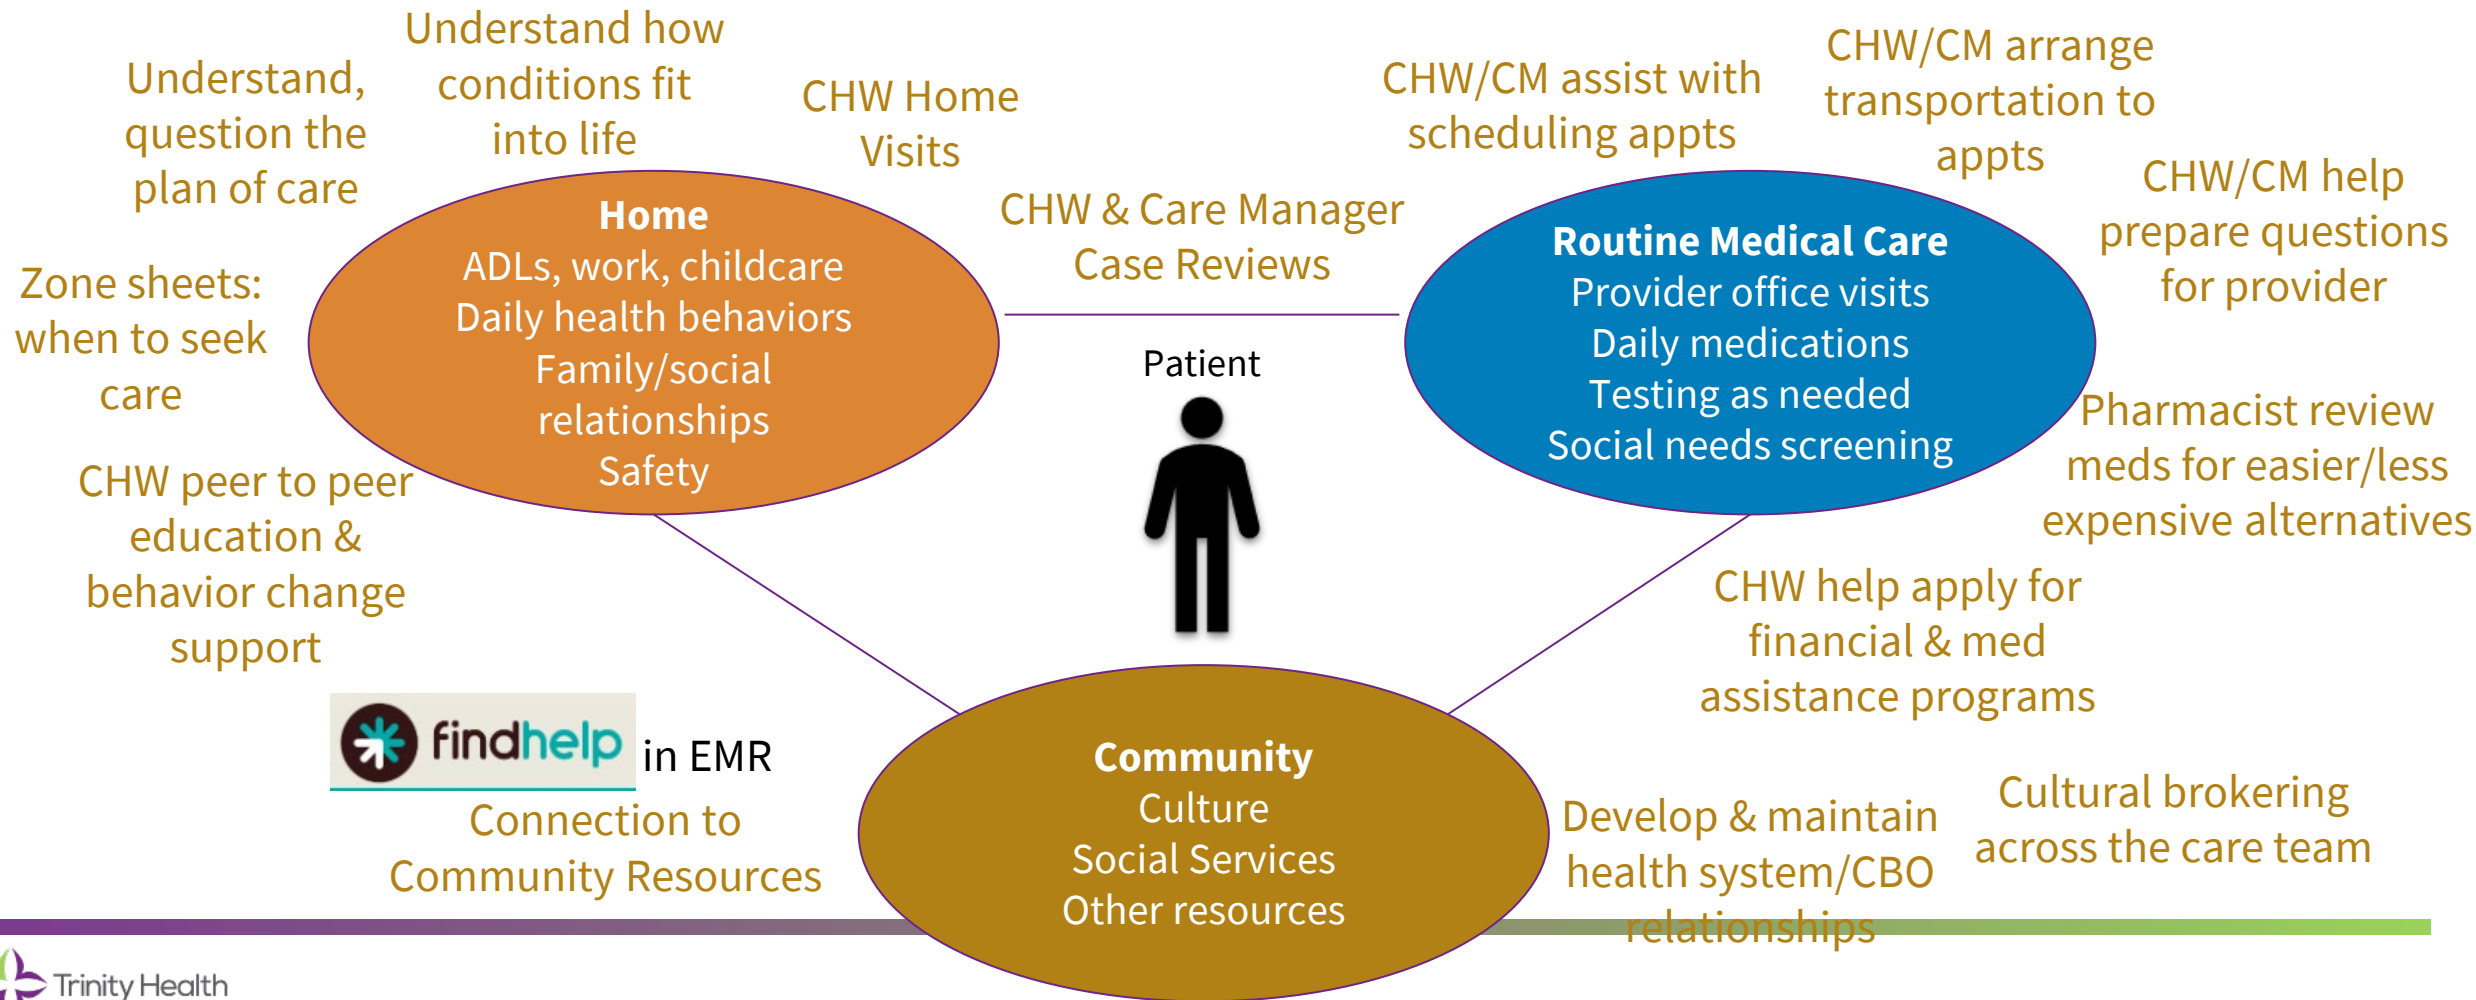 Understand how
conditions fit
into life
Understand,
question the
plan of care
CHW Home
Visits
CHW/CM assist with
scheduling appts
CHW/CM arrange
transportation to
appts
CHW/CM help
prepare questions
for provider
CHW & Care Manager
Case Reviews
Home
ADLs, work, childcare
Daily health behaviors
Family/social
relationships
Safety
Routine Medical Care
Provider office visits
Daily medications
Testing as needed
Social needs screening
Zone sheets:
when to seek
care
Patient
Pharmacist review
meds for easier/less
expensive alternatives
CHW peer to peer
education &
behavior change
support
CHW help apply for
financial & med
assistance programs
findhelp in EMR
Connection to
Community Resources
Community
Culture
Social Services
Other resources
Develop & maintain
health system/CBO
relationships
Cultural brokering
across the care team
Trinity Health